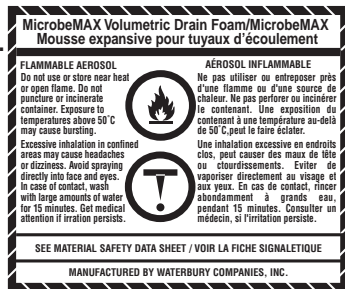 MicrobeMAX Volumetric Drain Foam/MicrobeMAX
Mousse expansive pour tuyaux d'écoulement
FLAMMABLE AEROSOL
Do not use or store near heat
or open flame. Do not
puncture or incinerate
container. Exposure to
temperatures above 50˚C
may cause bursting.
Excessive inhalation in confined
areas may cause headaches
or dizziness. Avoid spraying
directly into face and eyes.
In case of contact, wash
with large amounts of water
for 15 minutes. Get medical
attention if irration persists.
AÉROSOL INFLAMMABLE
Ne pas utiliser ou entreposer près
d'une flamme ou d'une source de
chaleur. Ne pas perforer ou incinérer
le contenant. Une exposition du
contenant à une température au-delà
de 50˚C,peut le faire éclater.
Une inhalation excessive en endroits
clos, peut causer des maux de tête
ou ctourdissements. Eviter de
vaporiser directement au visage et
aux yeux. En cas de contact, rincer
abondamment à grands eau,
pendant 15 minutes. Consulter un
médecin, si l'irritation persiste.
SEE MATERIAL SAFETY DATA SHEET / VOIR LA FICHE SIGNALETIQUE
MANUFACTURED BY WATERBURY COMPANIES, INC.